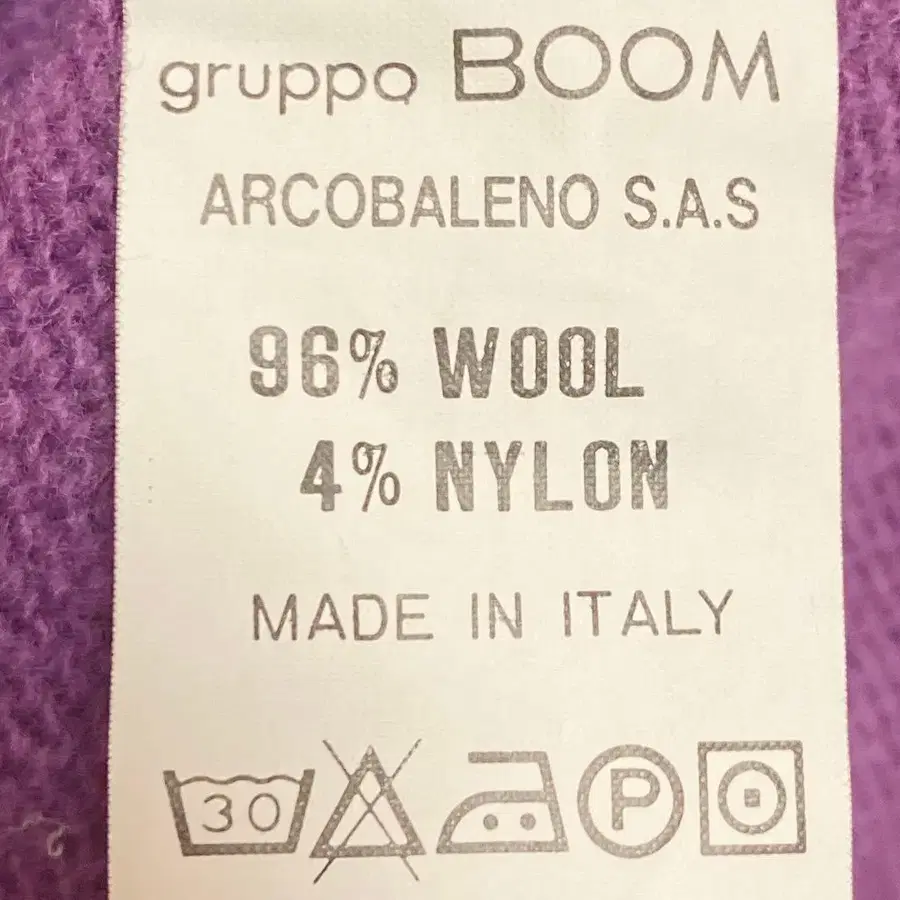 gruppo BOOM
ARCOBALENO S.A.S
96% WOOL
4% NYLON
MADE IN ITALY
30 P